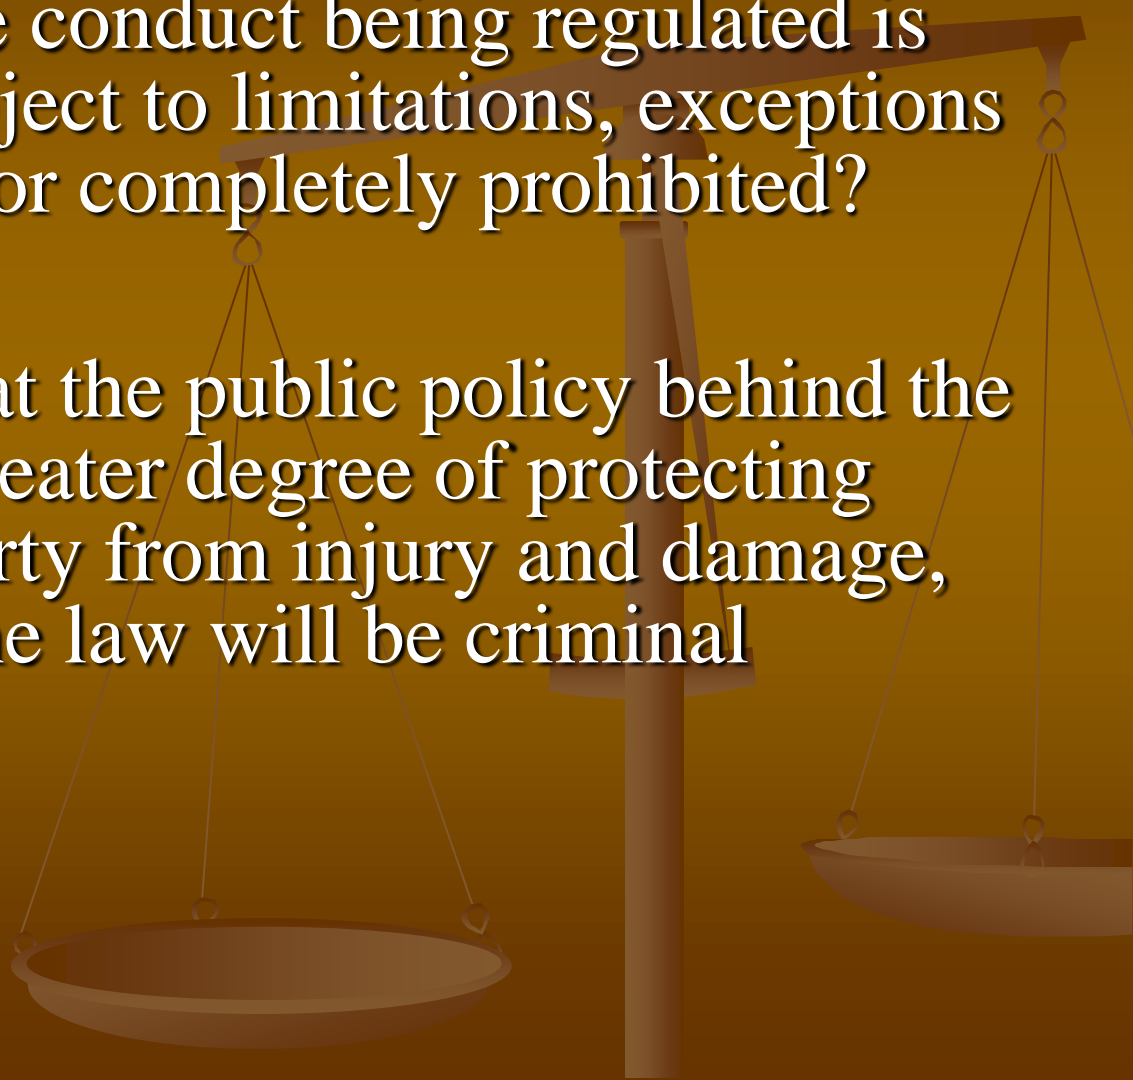 conduct being regulated is
ject to limitations, exceptions
or completely prohibited?
at the public policy behind the
eater degree of protecting
rty from injury and damage,
e law will be criminal